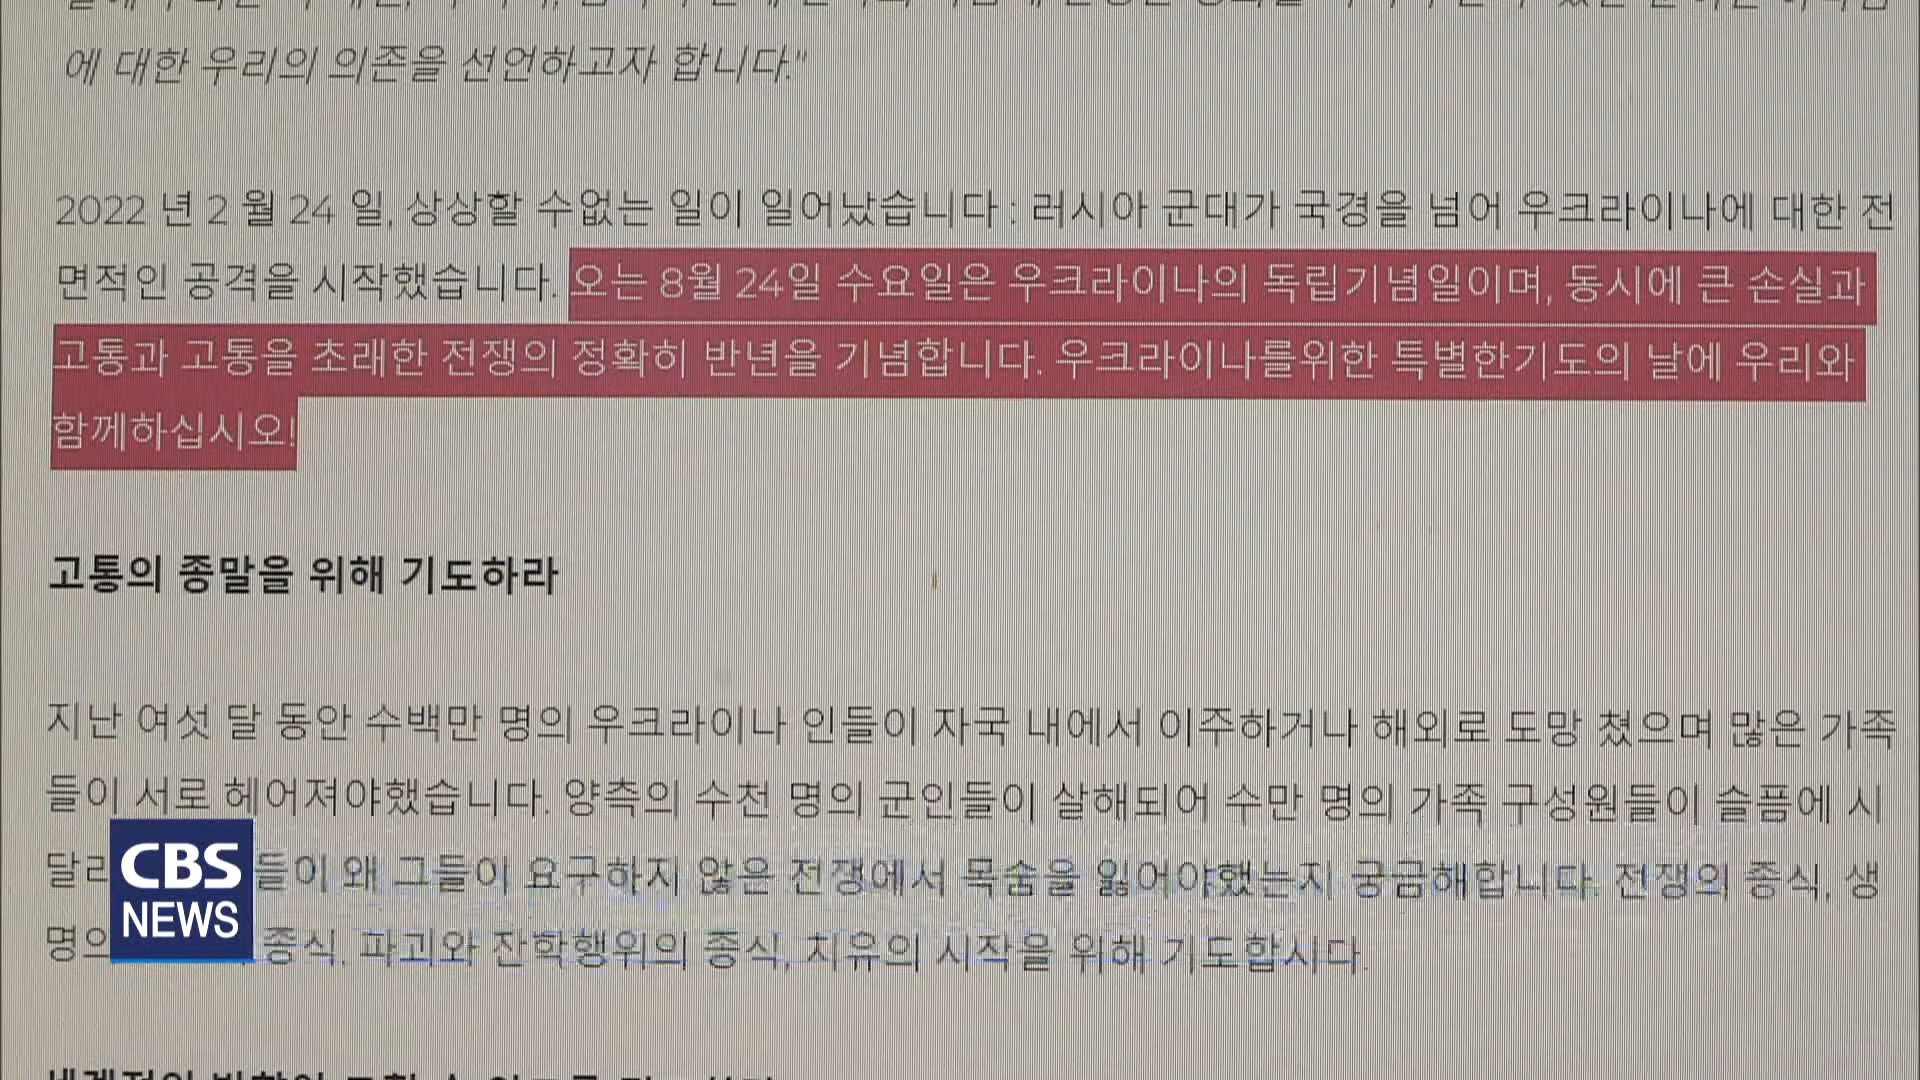 에 대한 우리의 의존을 선언하고자 합니다."
2022 년 2 월 24 일, 상상할 수없는 일이 일어났습니다 : 러시아 군대가 국경을 넘어 우크라이나에 대한 전
면적인 공격을 시작했습니다. 오는 8월 24일 수요일은 우크라이나의 독립기념일이며, 동시에 큰 손실과
고통과 고통을 초래한 전쟁의 정확히 반년을 기념합니다. 우크라이나를위한 특별한기도의 날에 우리와
함께하십시오!
고통의 종말을 위해 기도하라
지난 여섯 달 동안 수백만 명의 우크라이나 인들이 자국 내에서 이주하거나 해외로 도망 쳤으며 많은 가족
들이 서로 헤어져야했습니다. 양측의 수천 명의 군인들이 살해되어 수만 명의 가족 구성원들이 슬픔에 시
달리 들이 왜 그들이 요구하지 않은 전쟁에서 목숨을 잃어야했는지 궁금해합니다. 전쟁의 종식, 생
명의 종식, 파괴와 잔학행위의 종식, 치유의 시작을 위해 기도합시다.
CBS
NEWS